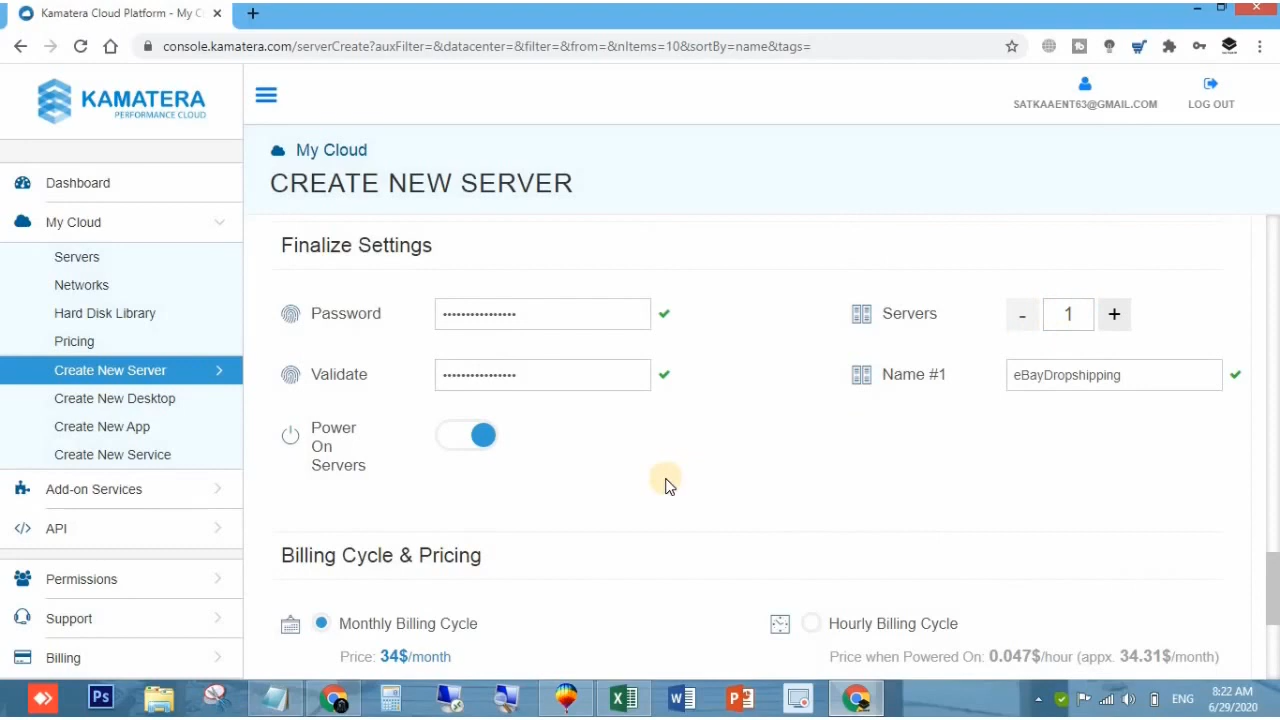 Kamatera Cloud Platform - My C
console.kamatera.com/serverCreate?auxFilter=&datacenter=&filter=&from=&nItems=10&sortBy=name&tags=
KAMATERA
PERFORMANCE CLOUD
SATKAAENT63@GMAIL.COM
LOG OUT
My Cloud
CREATE NEW SERVER
Dashboard
My Cloud
Servers
Networks
Hard Disk Library
Pricing
Create New Server
Create New Desktop
Create New App
Create New Service
Add-on Services
API
Permissions
Support
Billing
Finalize Settings
Password
Servers
- 1 +
Validate
Name #1
eBayDropshipping
Power
On
Servers
Billing Cycle & Pricing
Monthly Billing Cycle
Price: 34$/month
Hourly Billing Cycle
Price when Powered On: 0.047$/hour (appx. 34.31$/month)
Ps
ENG
8:22 AM
6/29/2020